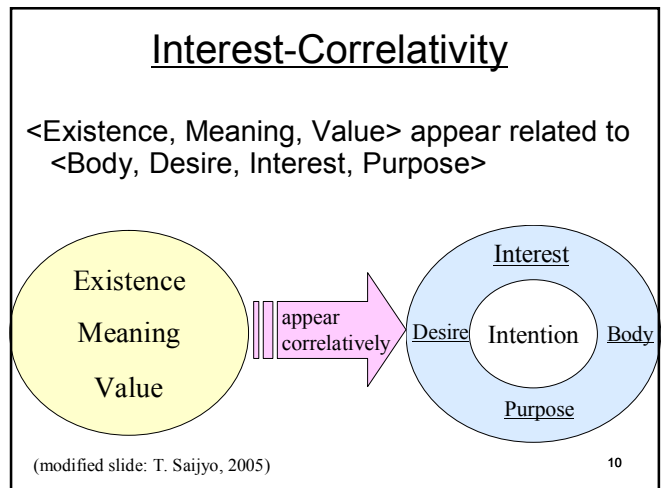 Interest-Correlativity
<Existence, Meaning, Value> appear related to
<Body, Desire, Interest, Purpose>
Existence
Meaning
Value
appear
correlatively
Interest
Desire
Intention
Body
Purpose
(modified slide: T. Saijyo, 2005)
10